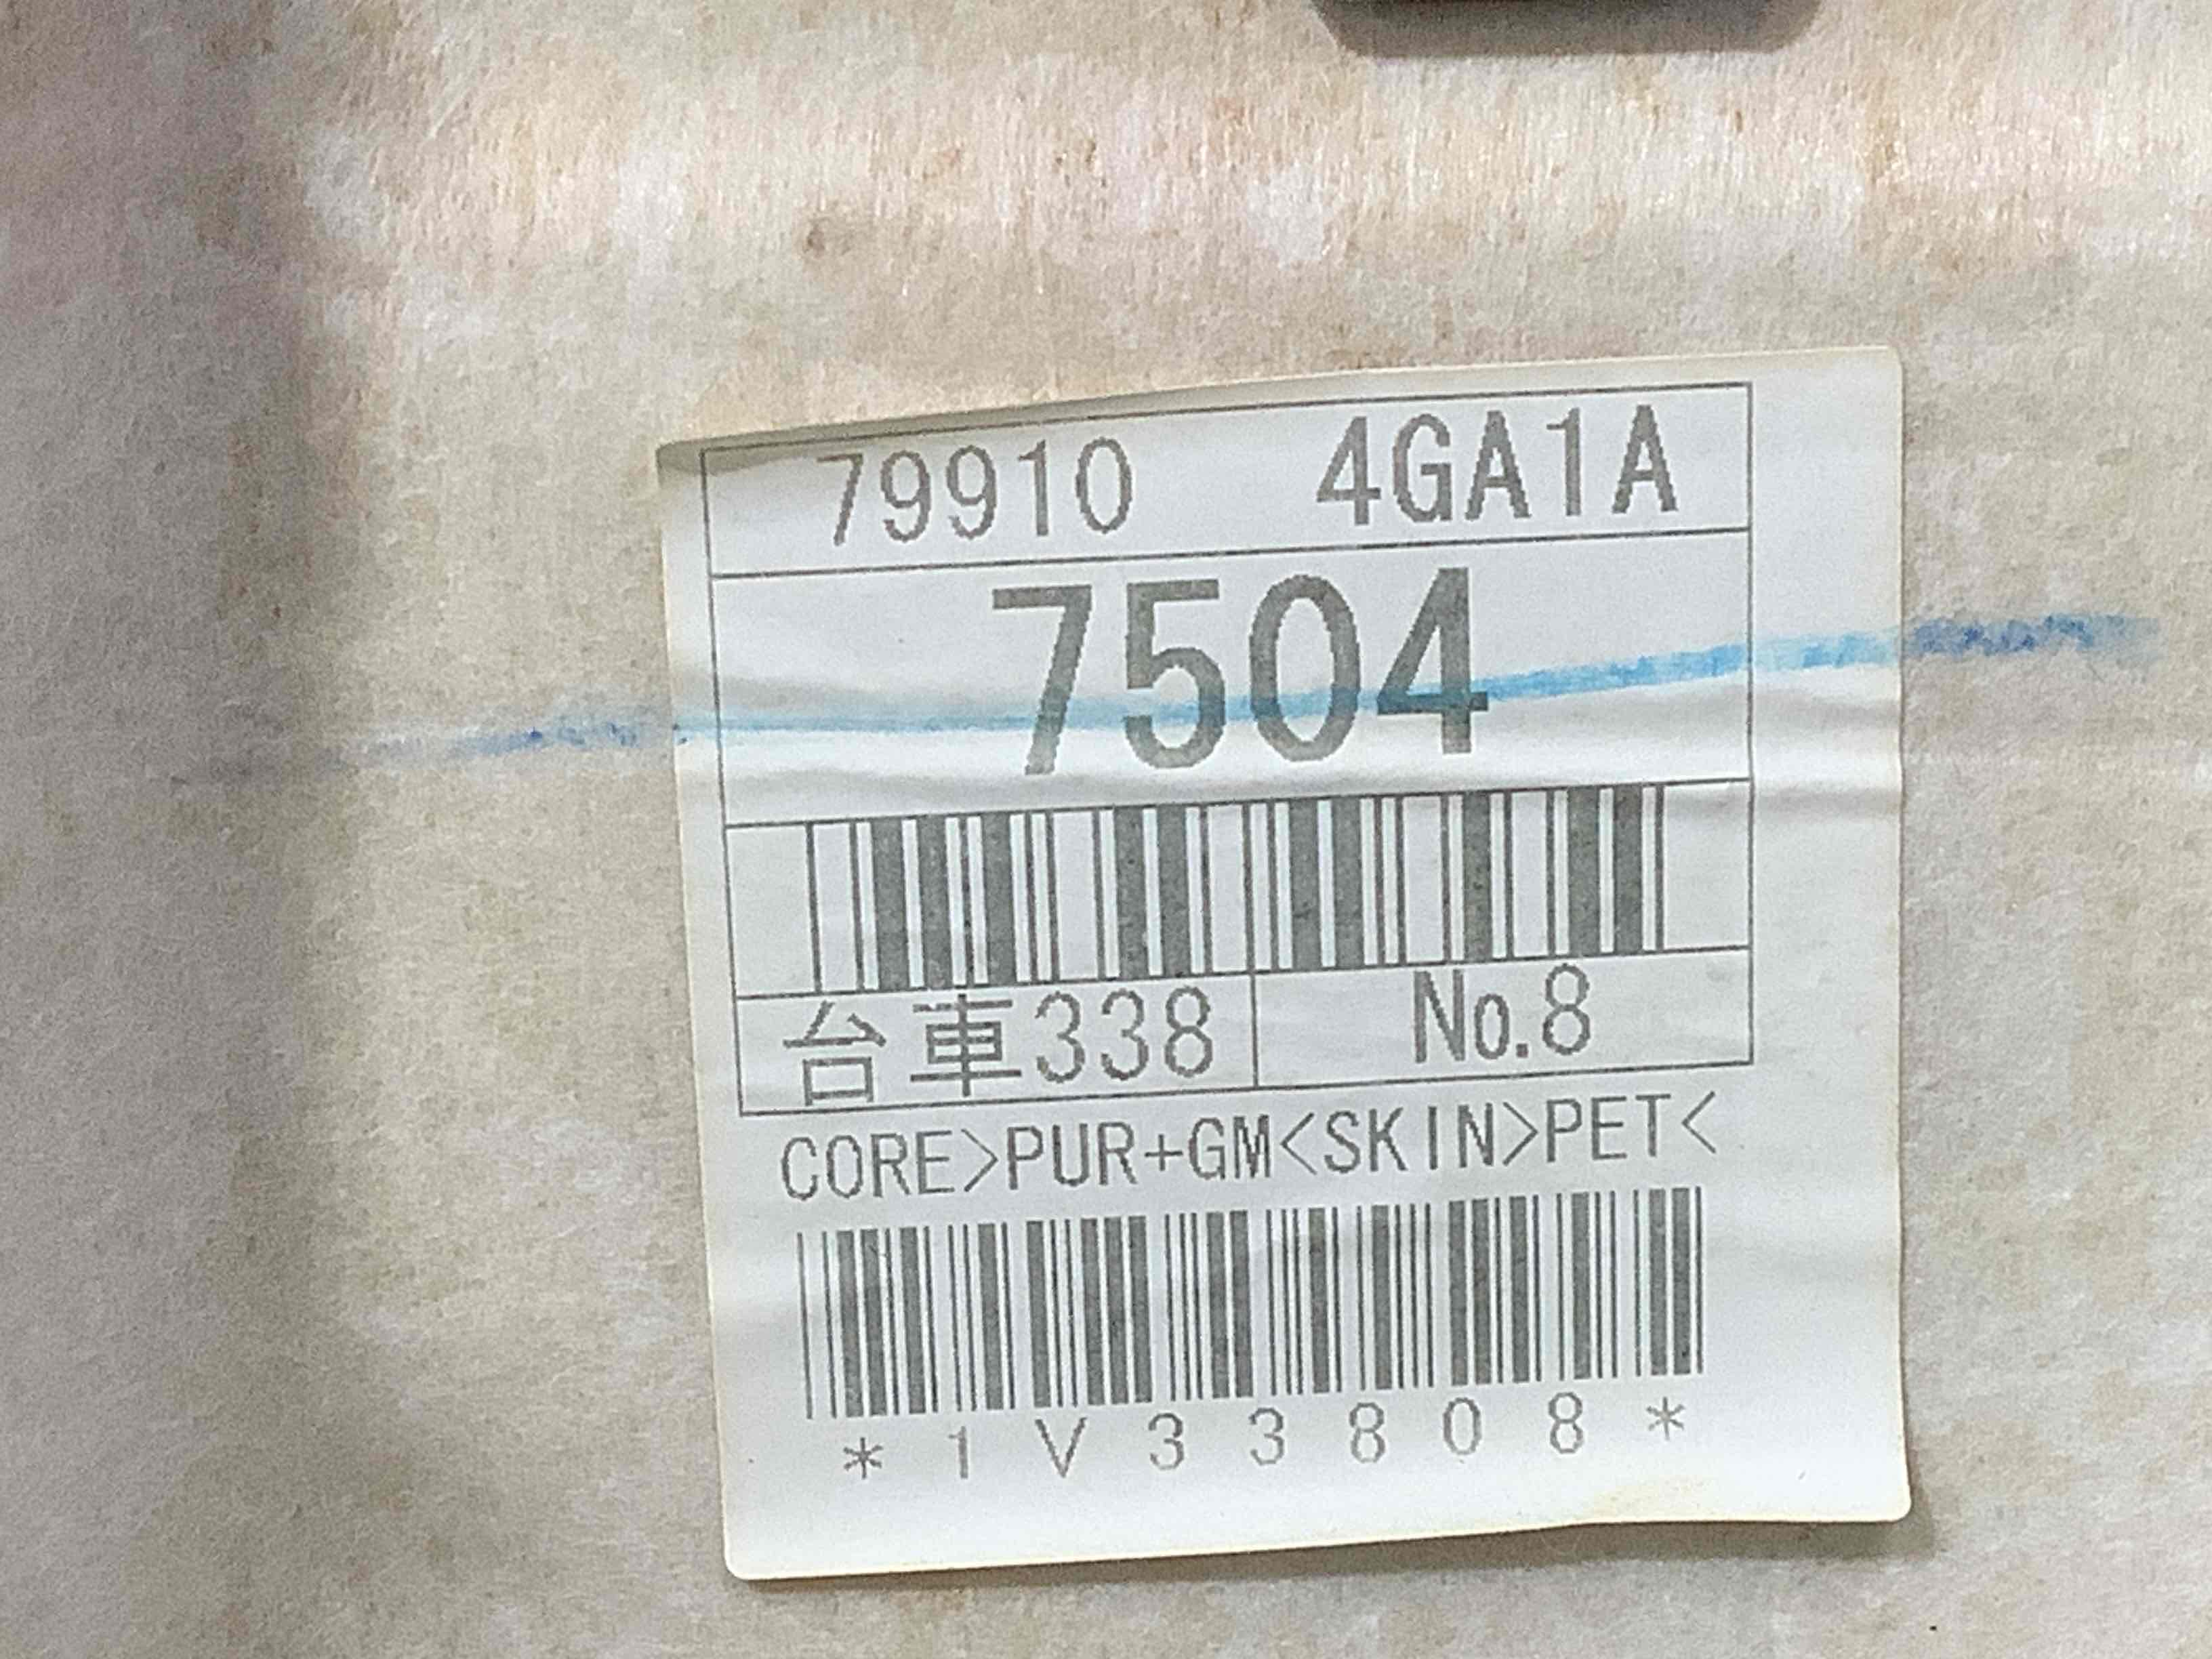 79910 4GA1A
7504
台車338 No.8
CORE>PUR+GM<SKIN>PET<
*1V33808*